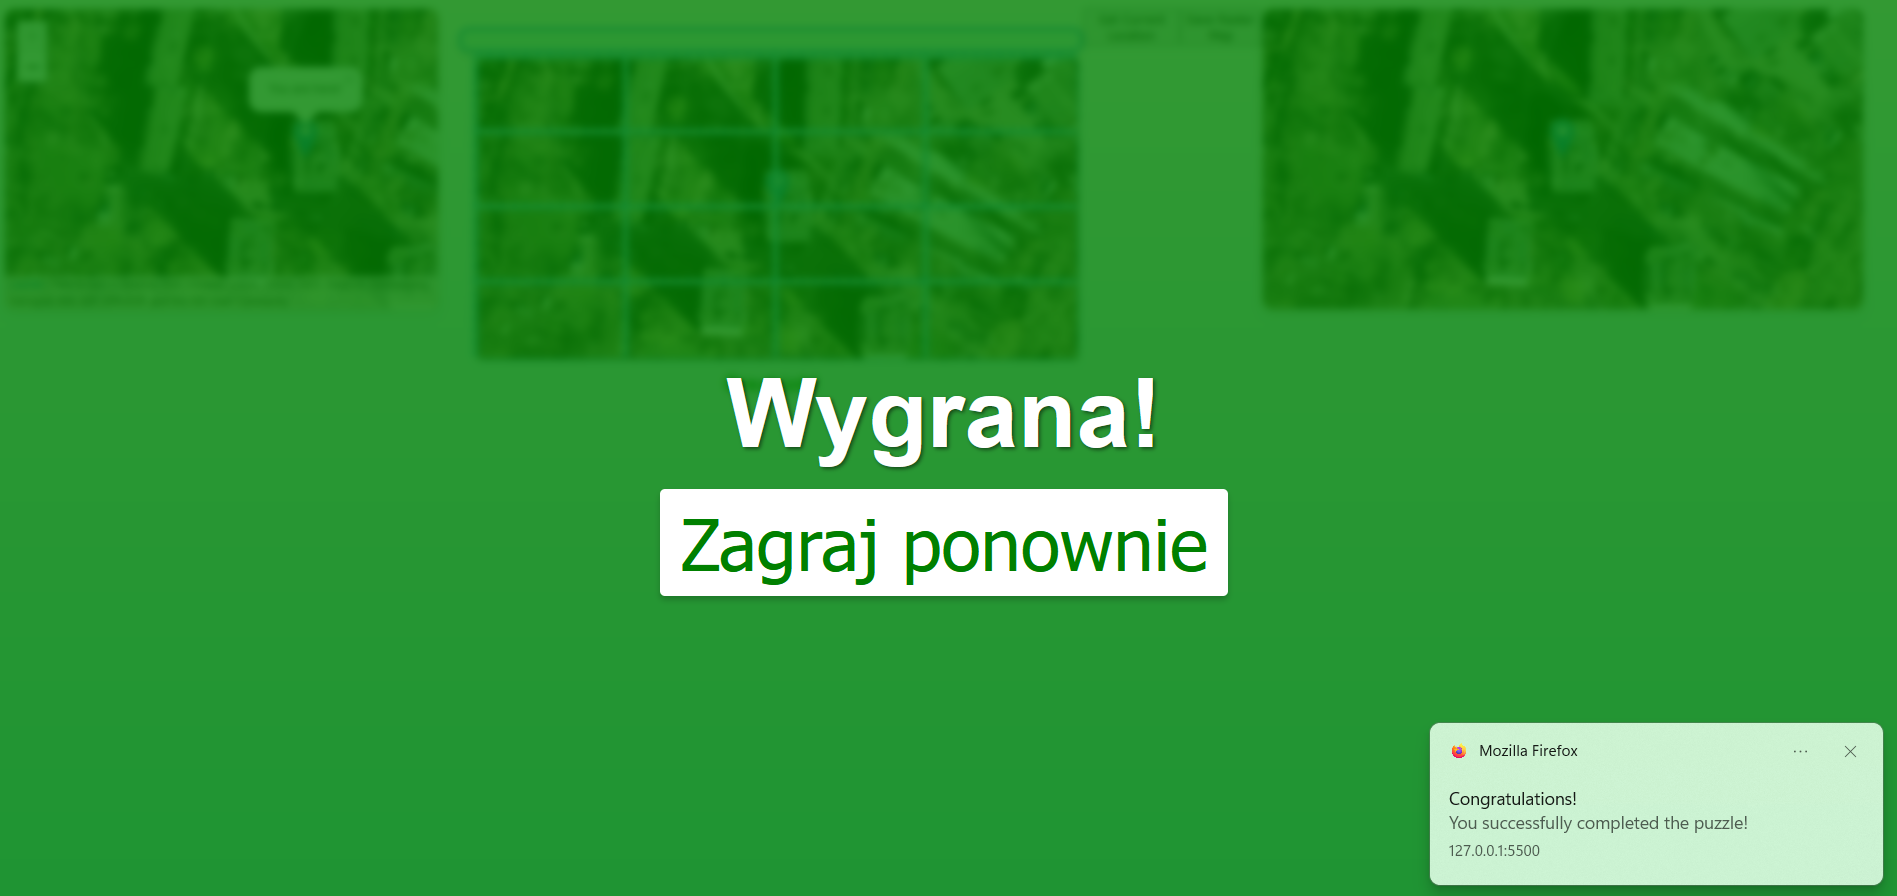 Wygrana!
Zagraj ponownie
Mozilla Firefox
Congratulations!
You successfully completed the puzzle!
127.0.0.1:5500